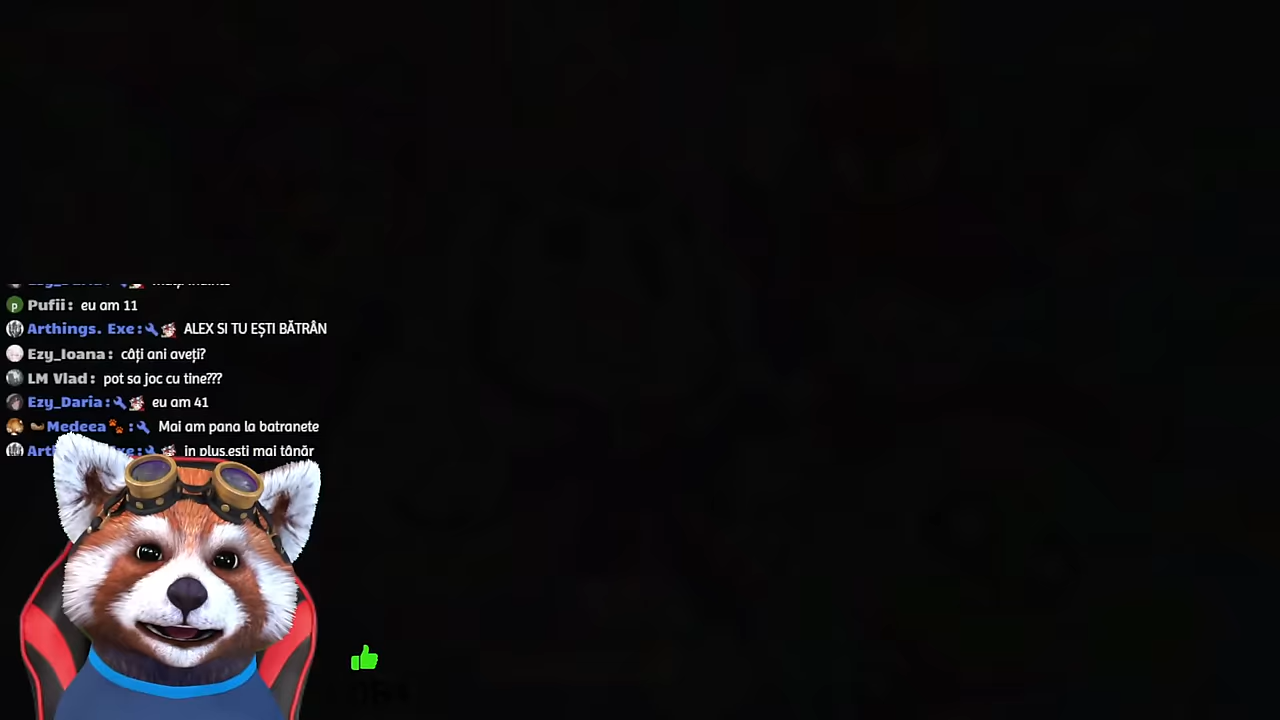 Pufii: eu am 11
Arthings. Exe: ALEX SI TU EȘTI BĂTRÂN
Ezy_Ioana: câți ani aveți?
LM Vlad: pot sa joc cu tine???
Ezy_Daria: eu am 41
Medeea: Mai am pana la batranete
in plus.esti mai tânăr